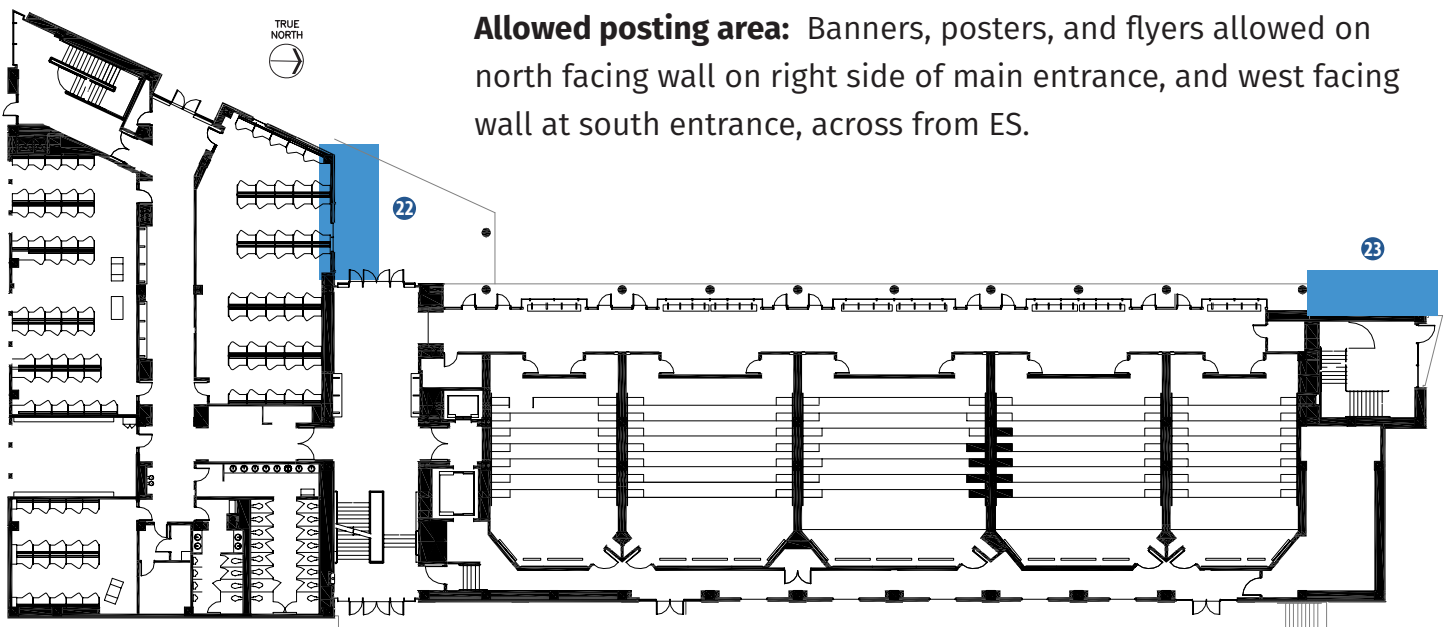 TRUE
NORTH
Allowed posting area: Banners, posters, and flyers allowed on
north facing wall on right side of main entrance, and west facing
wall at south entrance, across from ES.
22
23